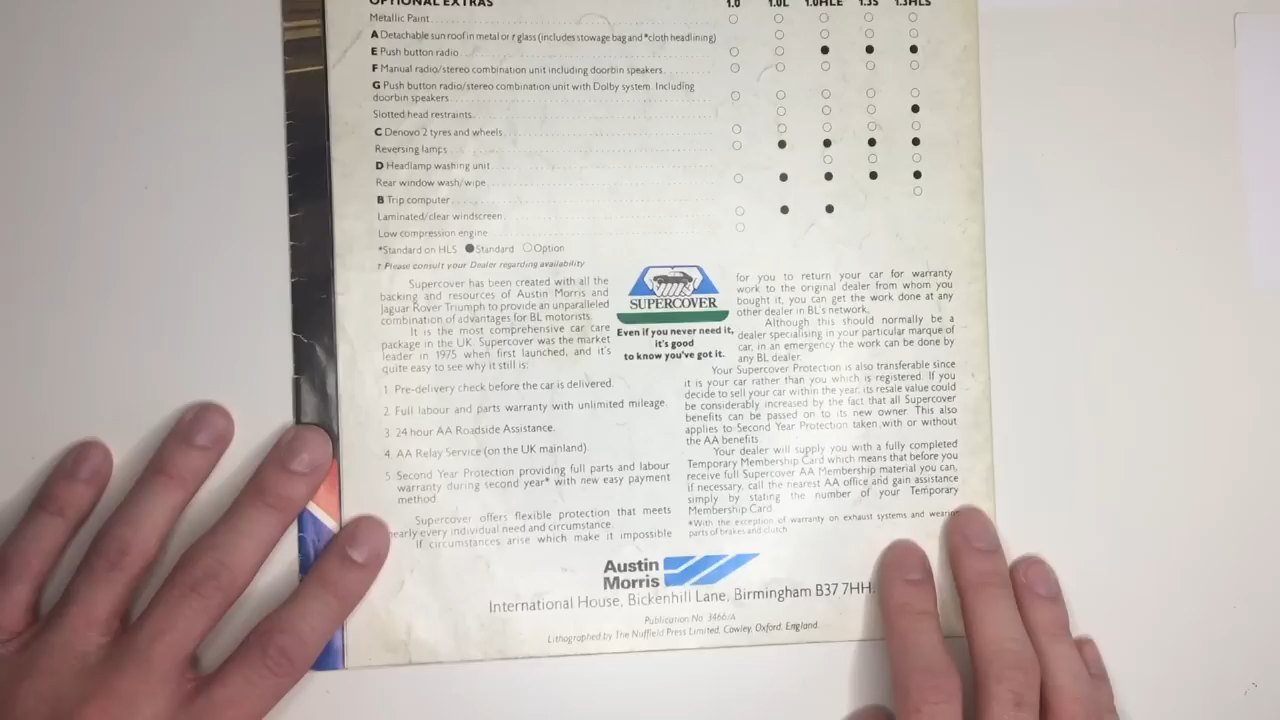 OPTIONAL EXTRAS 1.0 1.0L 1.0HLE 1.3S 1.3HLS
Metallic Paint ○ ○ ○ ○ ○
A Detachable sun roof in metal or † glass (includes stowage bag and *cloth headlining) ○ ○ ○ ○
E Push button radio ○ ○ ● ● ●
F Manual radio/stereo combination unit including doorbin speakers. ○ ○ ○ ○ ○
G Push button radio/stereo combination unit with Dolby system. Including
doorbin speakers ○ ○ ○ ○ ○
Slotted head restraints ○ ○ ○ ●
C Denovo 2 tyres and wheels ○ ○ ○ ○ ○
Reversing lamps ○ ● ● ● ●
D Headlamp washing unit ○ ○ ○
Rear window wash/wipe ○ ● ● ● ●
B Trip computer ○
Laminated/clear windscreen ○ ● ●
Low compression engine ○
*Standard on HLS ●Standard ○Option
† Please consult your Dealer regarding availability
Supercover has been created with all the
backing and resources of Austin Morris and
Jaguar Rover Triumph to provide an unparalleled
combination of advantages for BL motorists.
It is the most comprehensive car care
package in the UK. Supercover was the market
leader in 1975 when first launched, and it's
quite easy to see why it still is:
1 Pre-delivery check before the car is delivered.
2. Full labour and parts warranty with unlimited mileage.
3 24 hour AA Roadside Assistance.
4 AA Relay Service (on the UK mainland).
5 Second Year Protection providing full parts and labour
warranty during second year* with new easy payment
method.
Supercover offers flexible protection that meets
nearly every individual need and circumstance.
If circumstances arise which make it impossible
SUPERCOVER
Even if you never need it,
it's good
to know you've got it.
for you to return your car for warranty
work to the original dealer from whom you
bought it, you can get the work done at any
other dealer in BL's network.
Although this should normally be a
dealer specialising in your particular marque of
car, in an emergency the work can be done by
any BL dealer.
Your Supercover Protection is also transferable since
it is your car rather than you which is registered. If you
decide to sell your car within the year, its resale value could
be considerably increased by the fact that all Supercover
benefits can be passed on to its new owner. This also
applies to Second Year Protection taken with or without
the AA benefits
Your dealer will supply you with a fully completed
Temporary Membership Card which means that before you
receive full Supercover AA Membership material you can,
if necessary, call the nearest AA office and gain assistance
simply by stating the number of your Temporary
Membership Card
*With the exception of warranty on exhaust systems and wearing
parts of brakes and clutch
Austin
Morris
International House, Bickenhill Lane, Birmingham B37 7HH.
Publication No 3466/A
Lithographed by The Nuffield Press Limited, Cowley, Oxford, England